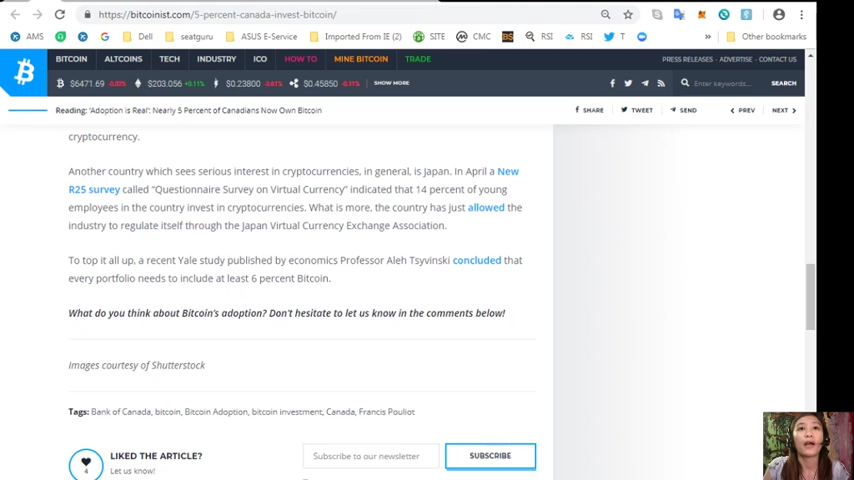 https://bitcoinist.com/5-percent-canada-invest-bitcoin/
AMS Dell seatguru ASUS E-Service Imported From IE (2) SITE CMC RSI RSI T » Other bookmarks
BITCOIN ALTCOINS TECH INDUSTRY ICO HOW TO MINE BITCOIN TRADE PRESS RELEASES - ADVERTISE - CONTACT US
$6471.69 -0.02% $203.056 +0.11% $0.23800 $0.45850 SHOW MORE Enter keywords... SEARCH
Reading: 'Adoption is Real': Nearly 5 Percent of Canadians Now Own Bitcoin SHARE TWEET SEND PREV NEXT
cryptocurrency.
Another country which sees serious interest in cryptocurrencies, in general, is Japan. In April a New
R25 survey called “Questionnaire Survey on Virtual Currency” indicated that 14 percent of young
employees in the country invest in cryptocurrencies. What is more, the country has just allowed the
industry to regulate itself through the Japan Virtual Currency Exchange Association.
To top it all up, a recent Yale study published by economics Professor Aleh Tsyvinski concluded that
every portfolio needs to include at least 6 percent Bitcoin.
What do you think about Bitcoin’s adoption? Don’t hesitate to let us know in the comments below!
Images courtesy of Shutterstock
Tags: Bank of Canada, bitcoin, Bitcoin Adoption, bitcoin investment, Canada, Francis Pouliot
LIKED THE ARTICLE?
Let us know!
4
Subscribe to our newsletter SUBSCRIBE